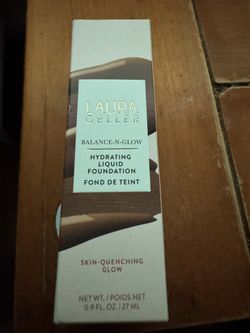 LAURA
GELLER
BALANCE-N-GLOW
HYDRATING
LIQUID
FOUNDATION
FOND DE TEINT
SKIN-QUENCHING
GLOW
NET WT. / POIDS NET
0.9 FL. OZ. | 27 ML